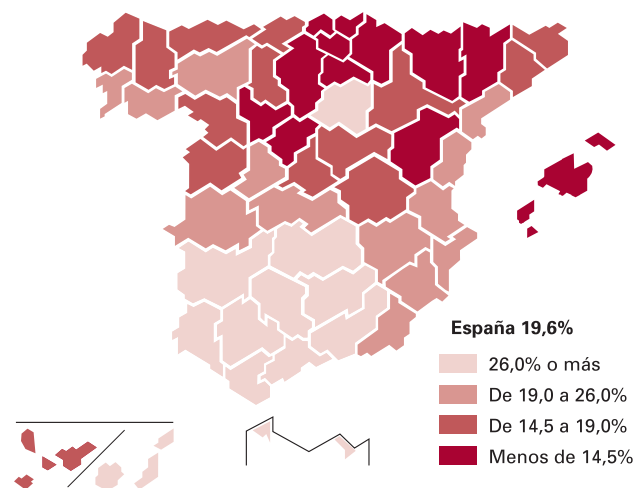 España 19,6%
26,0% o más
De 19,0 a 26,0%
De 14,5 a 19,0%
Menos de 14,5%